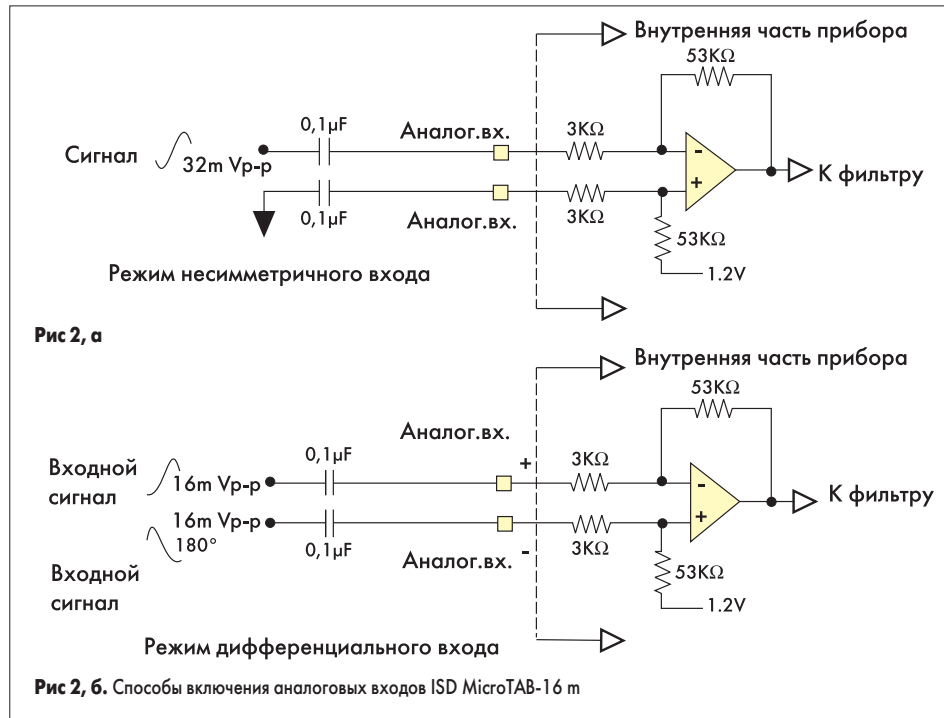 Внутренняя часть прибора
53KΩ
0,1µF
Аналог.вх.
3KΩ
Сигнал
32m Vp-p
-
+
К фильтру
0,1µF
Аналог.вх.
3KΩ
53KΩ
1.2V
Режим несимметричного входа
Рис 2, а
Внутренняя часть прибора
53KΩ
Аналог.вх.
0,1µF
+
3KΩ
Входной
сигнал
16m Vp-p
-
+
К фильтру
16m Vp-p
180°
0,1µF
Аналог.вх.
-
3KΩ
53KΩ
Входной
сигнал
1.2V
Режим дифференциального входа
Рис 2, б. Способы включения аналоговых входов ISD MicroTAB-16 m